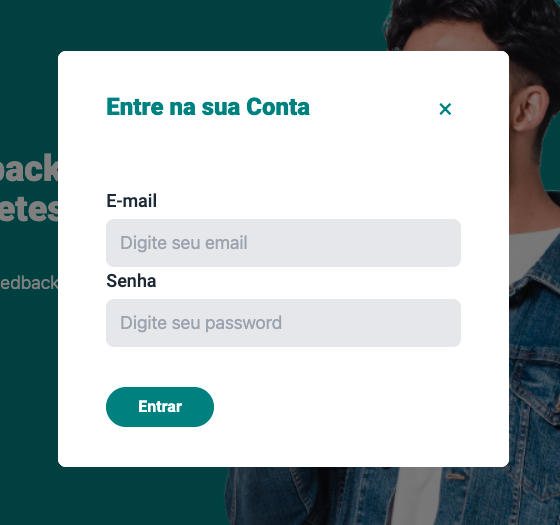 Entre na sua Conta ×
back
etes
edback
E-mail
Digite seu email
Senha
Digite seu password
Entrar